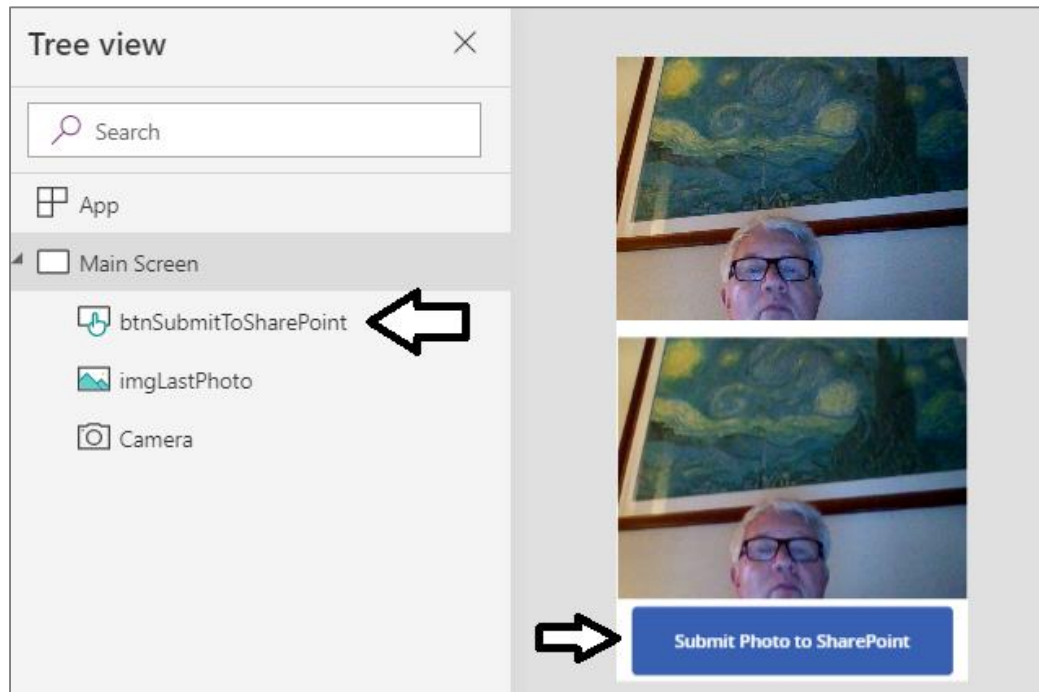 Tree view
Search
App
Main Screen
btnSubmitToSharePoint
imgLastPhoto
Camera
Submit Photo to SharePoint